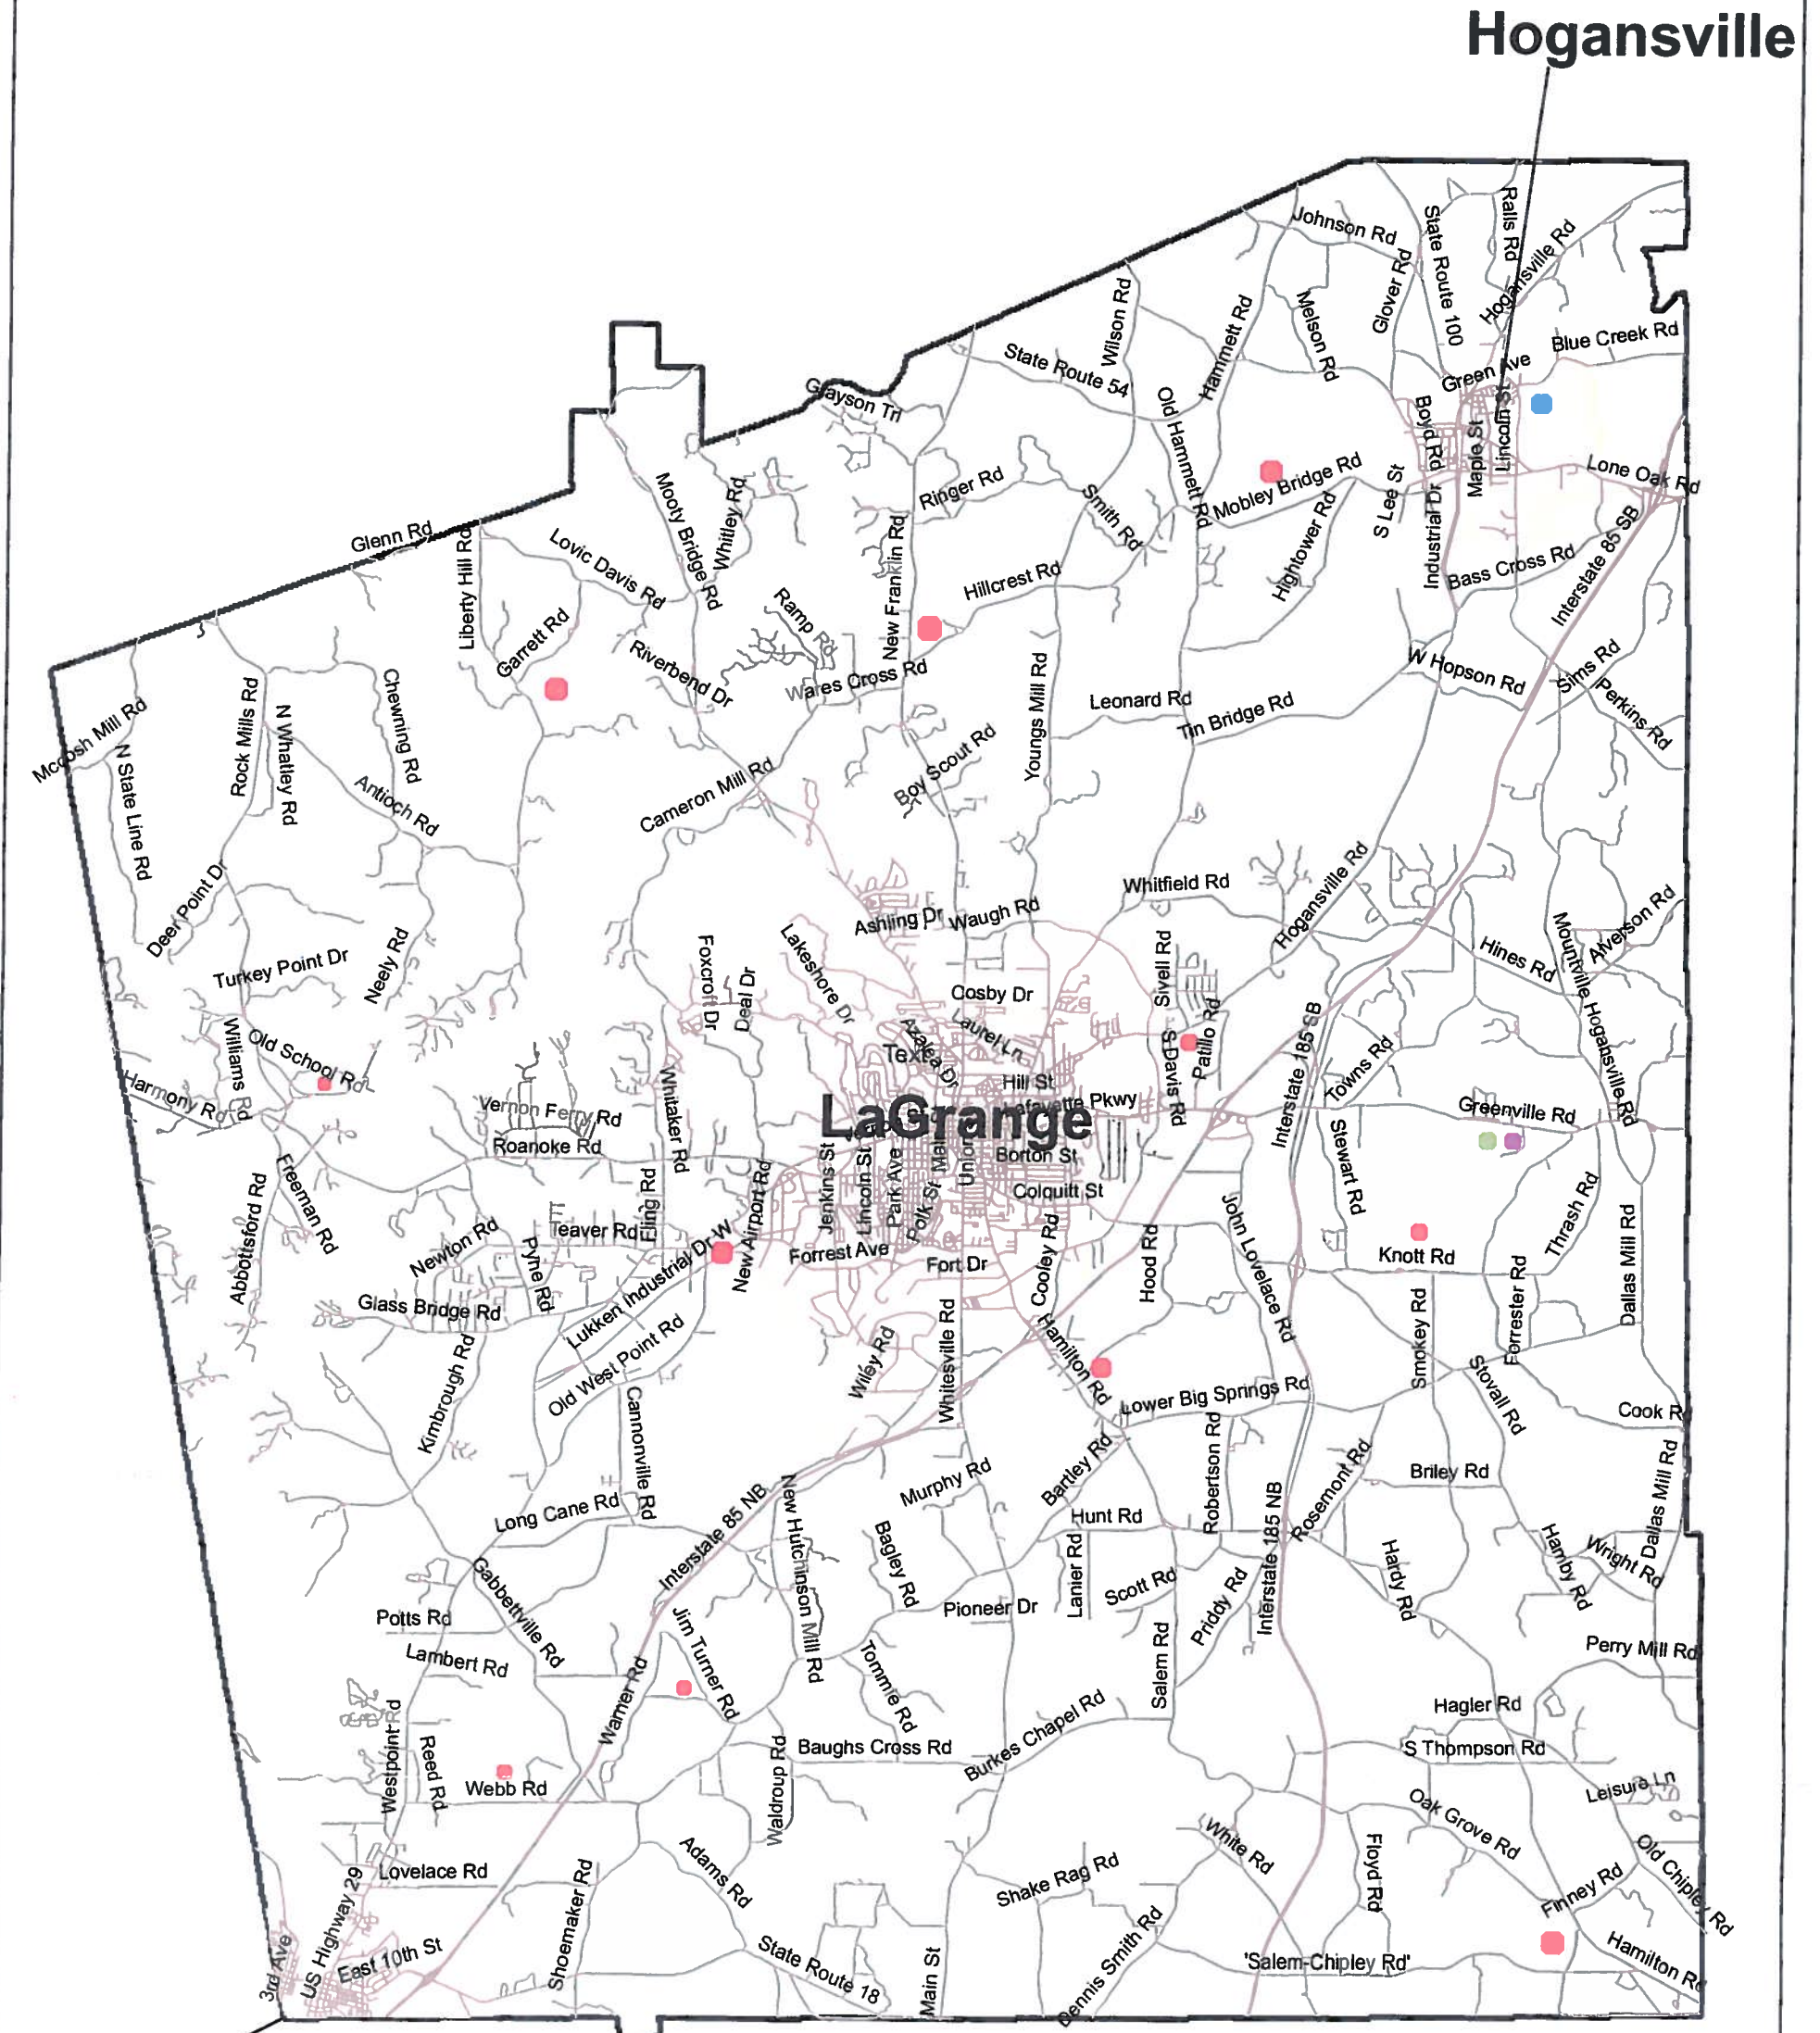 Hogansville
Johnson Rd
State Route 100
Ralls Rd
Hogansville Rd
Glover Rd
Melson Rd
Wilson Rd
Hammett Rd
Blue Creek Rd
Green Ave
State Route 54
Grayson Trl
Old Hammett Rd
Boyd Rd
Maple St
Lincoln St
Lone Oak Rd
Mobley Bridge Rd
S Lee St
Industrial Dr
Ringer Rd
Smith Rd
Hightower Rd
Mooty Bridge Rd
Whitley Rd
Glenn Rd
Liberty Hill Rd
Lovic Davis Rd
New Franklin Rd
Hillcrest Rd
Bass Cross Rd
Interstate 85 SB
Ramp Rd
Garrett Rd
Riverbend Dr
Wares Cross Rd
W Hopson Rd
Sims Rd
Perkins Rd
Mccosh Mill Rd
N State Line Rd
Rock Mills Rd
N Whatley Rd
Chewning Rd
Youngs Mill Rd
Leonard Rd
Tin Bridge Rd
Boy Scout Rd
Antioch Rd
Cameron Mill Rd
Deer Point Dr
Whitfield Rd
Hogansville Rd
Ashling Dr
Waugh Rd
Turkey Point Dr
Neely Rd
Foxcroft Dr
Deal Dr
Lakeshore Dr
Cosby Dr
Sivell Rd
Hines Rd
Alverson Rd
Mountville Hogansville Rd
Williams Rd
Old School Rd
Azalea Dr
Laurel Ln
Text
S Davis Rd
Patillo Rd
Interstate 185 SB
Towns Rd
Harmony Rd
Vernon Ferry Rd
Whitaker Rd
Hill St
Lafayette Pkwy
LaGrange
Greenville Rd
Roanoke Rd
Borton St
Stewart Rd
Freeman Rd
Abbottsford Rd
Filing Rd
New Airport Rd
Jenkins St
Lincoln St
Park Ave
Polk St
Union
Colquitt St
Teaver Rd
Newton Rd
Pyne Rd
Lukken Industrial Dr W
Forrest Ave
Fort Dr
Cooley Rd
Hood Rd
John Lovelace Rd
Knott Rd
Thrash Rd
Dallas Mill Rd
Glass Bridge Rd
Old West Point Rd
Kimbrough Rd
Wiley Rd
Whitesville Rd
Hamilton Rd
Smokey Rd
Forrester Rd
Stovall Rd
Lower Big Springs Rd
Cook R
Cannonville Rd
Bartley Rd
Robertson Rd
Rosemont Rd
Briley Rd
Dallas Mill Rd
Murphy Rd
Long Cane Rd
New Hutchinson Mill Rd
Interstate 85 NB
Hunt Rd
Interstate 185 NB
Hamby Rd
Wright Rd
Bagley Rd
Lanier Rd
Scott Rd
Priddy Rd
Hardy Rd
Gabbettville Rd
Potts Rd
Pioneer Dr
Jim Turner Rd
Lambert Rd
Tommie Rd
Salem Rd
Perry Mill Rd
Warner Rd
Hagler Rd
Westpoint Rd
Reed Rd
Webb Rd
Waldroup Rd
Baughs Cross Rd
Burkes Chapel Rd
S Thompson Rd
Leisure Ln
Oak Grove Rd
White Rd
Floyd Rd
Old Chipley Rd
Finney Rd
Lovelace Rd
Adams Rd
Shoemaker Rd
Shake Rag Rd
US Highway 29
3rd Ave
East 10th St
State Route 18
Main St
Dennis Smith Rd
'Salem-Chipley Rd'
Hamilton Rd